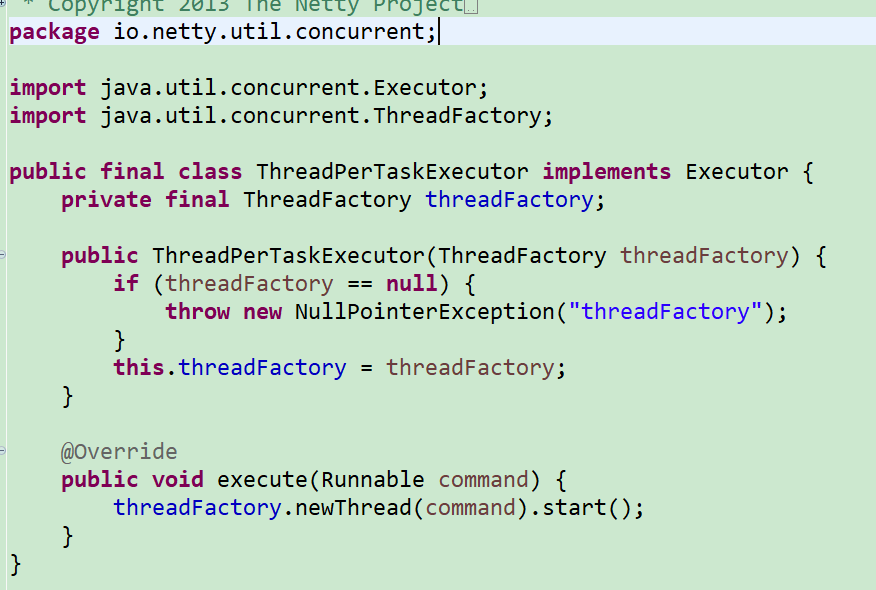 * Copyright 2013 The Netty Project
package io.netty.util.concurrent;
import java.util.concurrent.Executor;
import java.util.concurrent.ThreadFactory;
public final class ThreadPerTaskExecutor implements Executor {
    private final ThreadFactory threadFactory;
    public ThreadPerTaskExecutor(ThreadFactory threadFactory) {
        if (threadFactory == null) {
            throw new NullPointerException("threadFactory");
        }
        this.threadFactory = threadFactory;
    }
    @Override
    public void execute(Runnable command) {
        threadFactory.newThread(command).start();
    }
}